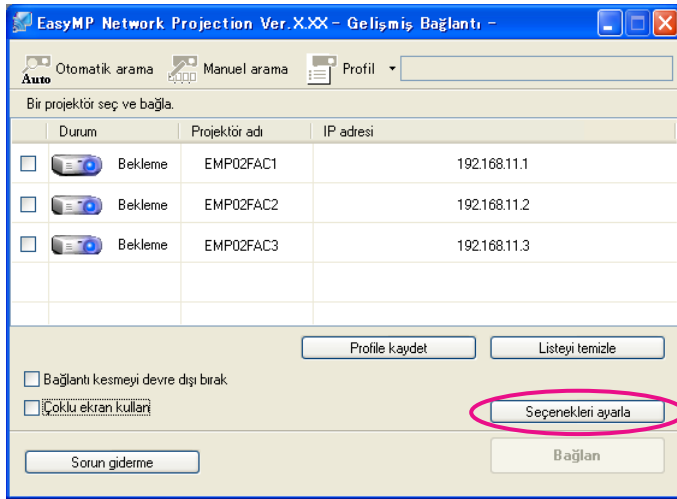 EasyMP Network Projection Ver.X.XX - Gelişmiş Bağlantı -
Auto Otomatik arama Manuel arama Profil
Bir projektör seç ve bağla.
Durum Projektör adı IP adresi
Bekleme EMP02FAC1 192.168.11.1
Bekleme EMP02FAC2 192.168.11.2
Bekleme EMP02FAC3 192.168.11.3
Profile kaydet Listeyi temizle
Bağlantı kesmeyi devre dışı bırak
Çoklu ekran kullan
Seçenekleri ayarla
Sorun giderme Bağlan